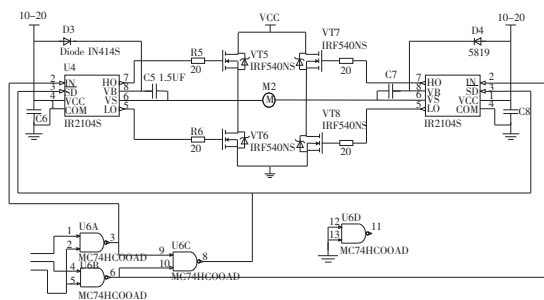 10–20
VCC
10–20
D3
Diode IN414S
D4
5819
VT7
IRF540NS
R5
20
VT5
IRF540NS
20
U4
2 IN HO 7
3 SD VB 8
1 VCC VS 6
4 COM LO 5
IR2104S
C5 1.5UF
C6
M2
M
C7
7 HO IN 2
8 VB SD 3
6 VS VCC 1
5 LO COM 4
IR2104S
C8
R6
20
VT6
IRF540NS
VT8
IRF540NS
20
U6A
1
2
3
MC74HCOOAD
U6B
4
5
6
MC74HCOOAD
U6C
9
10
8
MC74HCOOAD
U6D
12
13
11
MC74HCOOAD